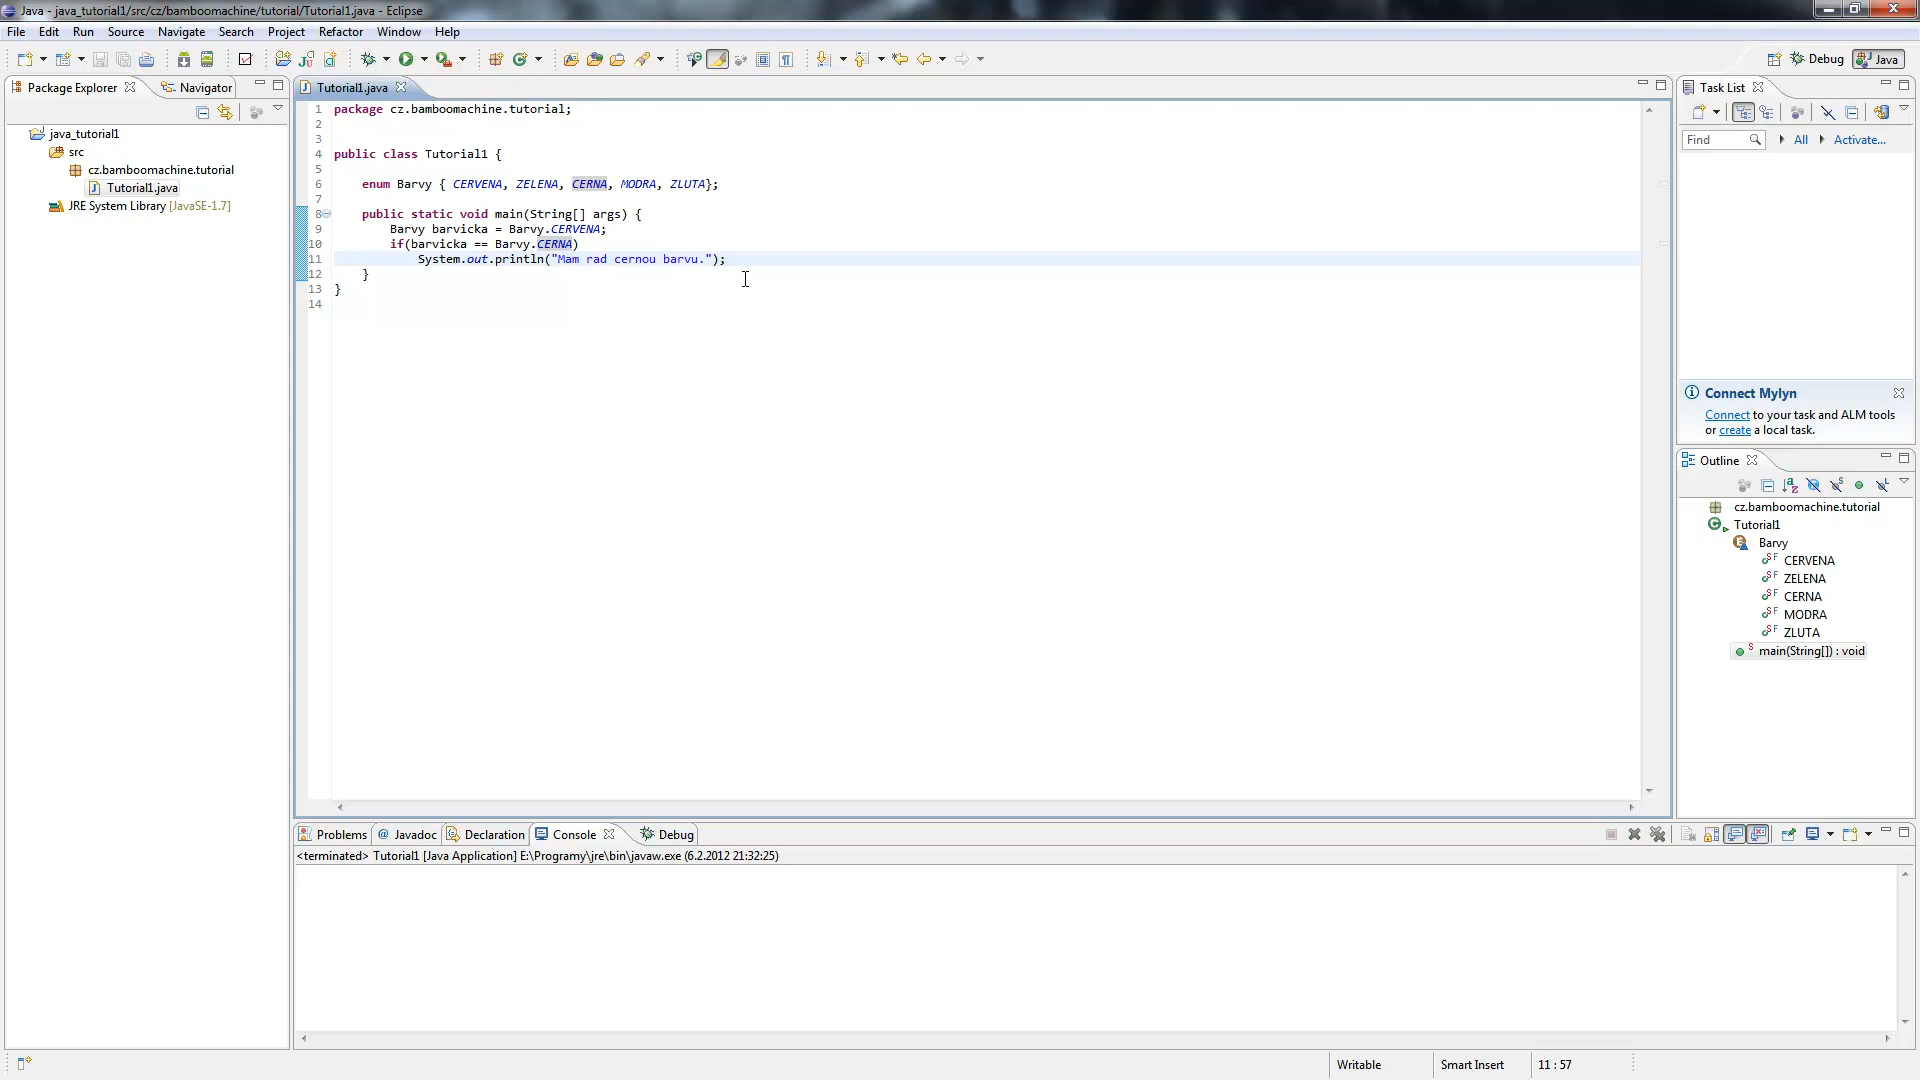 Java - java_tutorial1/src/cz/bamboomachine/tutorial/Tutorial1.java - Eclipse
File Edit Run Source Navigate Search Project Refactor Window Help
Debug Java
Package Explorer Navigator
java_tutorial1
src
cz.bamboomachine.tutorial
Tutorial1.java
JRE System Library [JavaSE-1.7]
Tutorial1.java
1 package cz.bamboomachine.tutorial;
2
3
4 public class Tutorial1 {
5
6 enum Barvy { CERVENA, ZELENA, CERNA, MODRA, ZLUTA};
7
8 public static void main(String[] args) {
9 Barvy barvicka = Barvy.CERVENA;
10 if(barvicka == Barvy.CERNA)
11 System.out.println("Mam rad cernou barvu.");
12 }
13 }
14
Task List
Find All Activate...
Connect Mylyn
Connect to your task and ALM tools
or create a local task.
Outline
cz.bamboomachine.tutorial
Tutorial1
Barvy
CERVENA
ZELENA
CERNA
MODRA
ZLUTA
main(String[]) : void
Problems @ Javadoc Declaration Console Debug
<terminated> Tutorial1 [Java Application] E:\Programy\jre\bin\javaw.exe (6.2.2012 21:32:25)
Writable Smart Insert 11 : 57